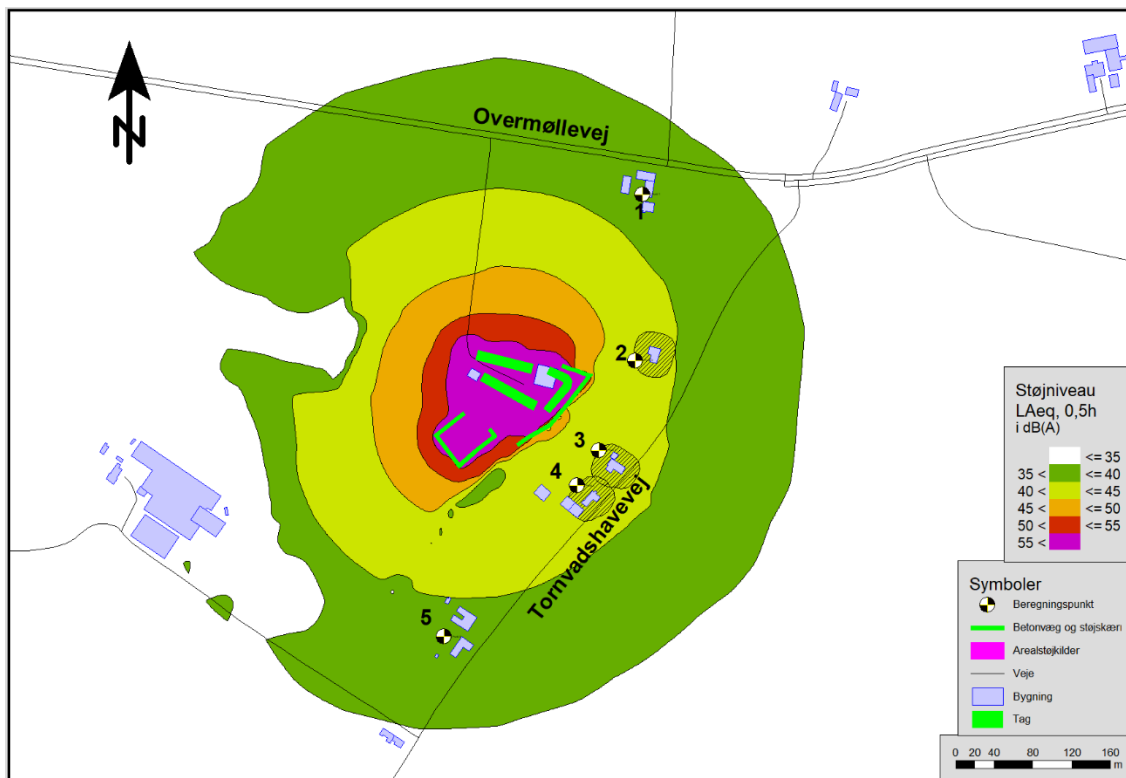 N
Overmøllevej
1
2
3
4
5
Tornvadshavevej
Støjniveau
LAeq, 0,5h
i dB(A)
<= 35
35 < <= 40
40 < <= 45
45 < <= 50
50 < <= 55
55 <
Symboler
Beregningspunkt
Betonvæg og støjskærm
Arealstøjkilder
Veje
Bygning
Tag
0 20 40 80 120 160
m